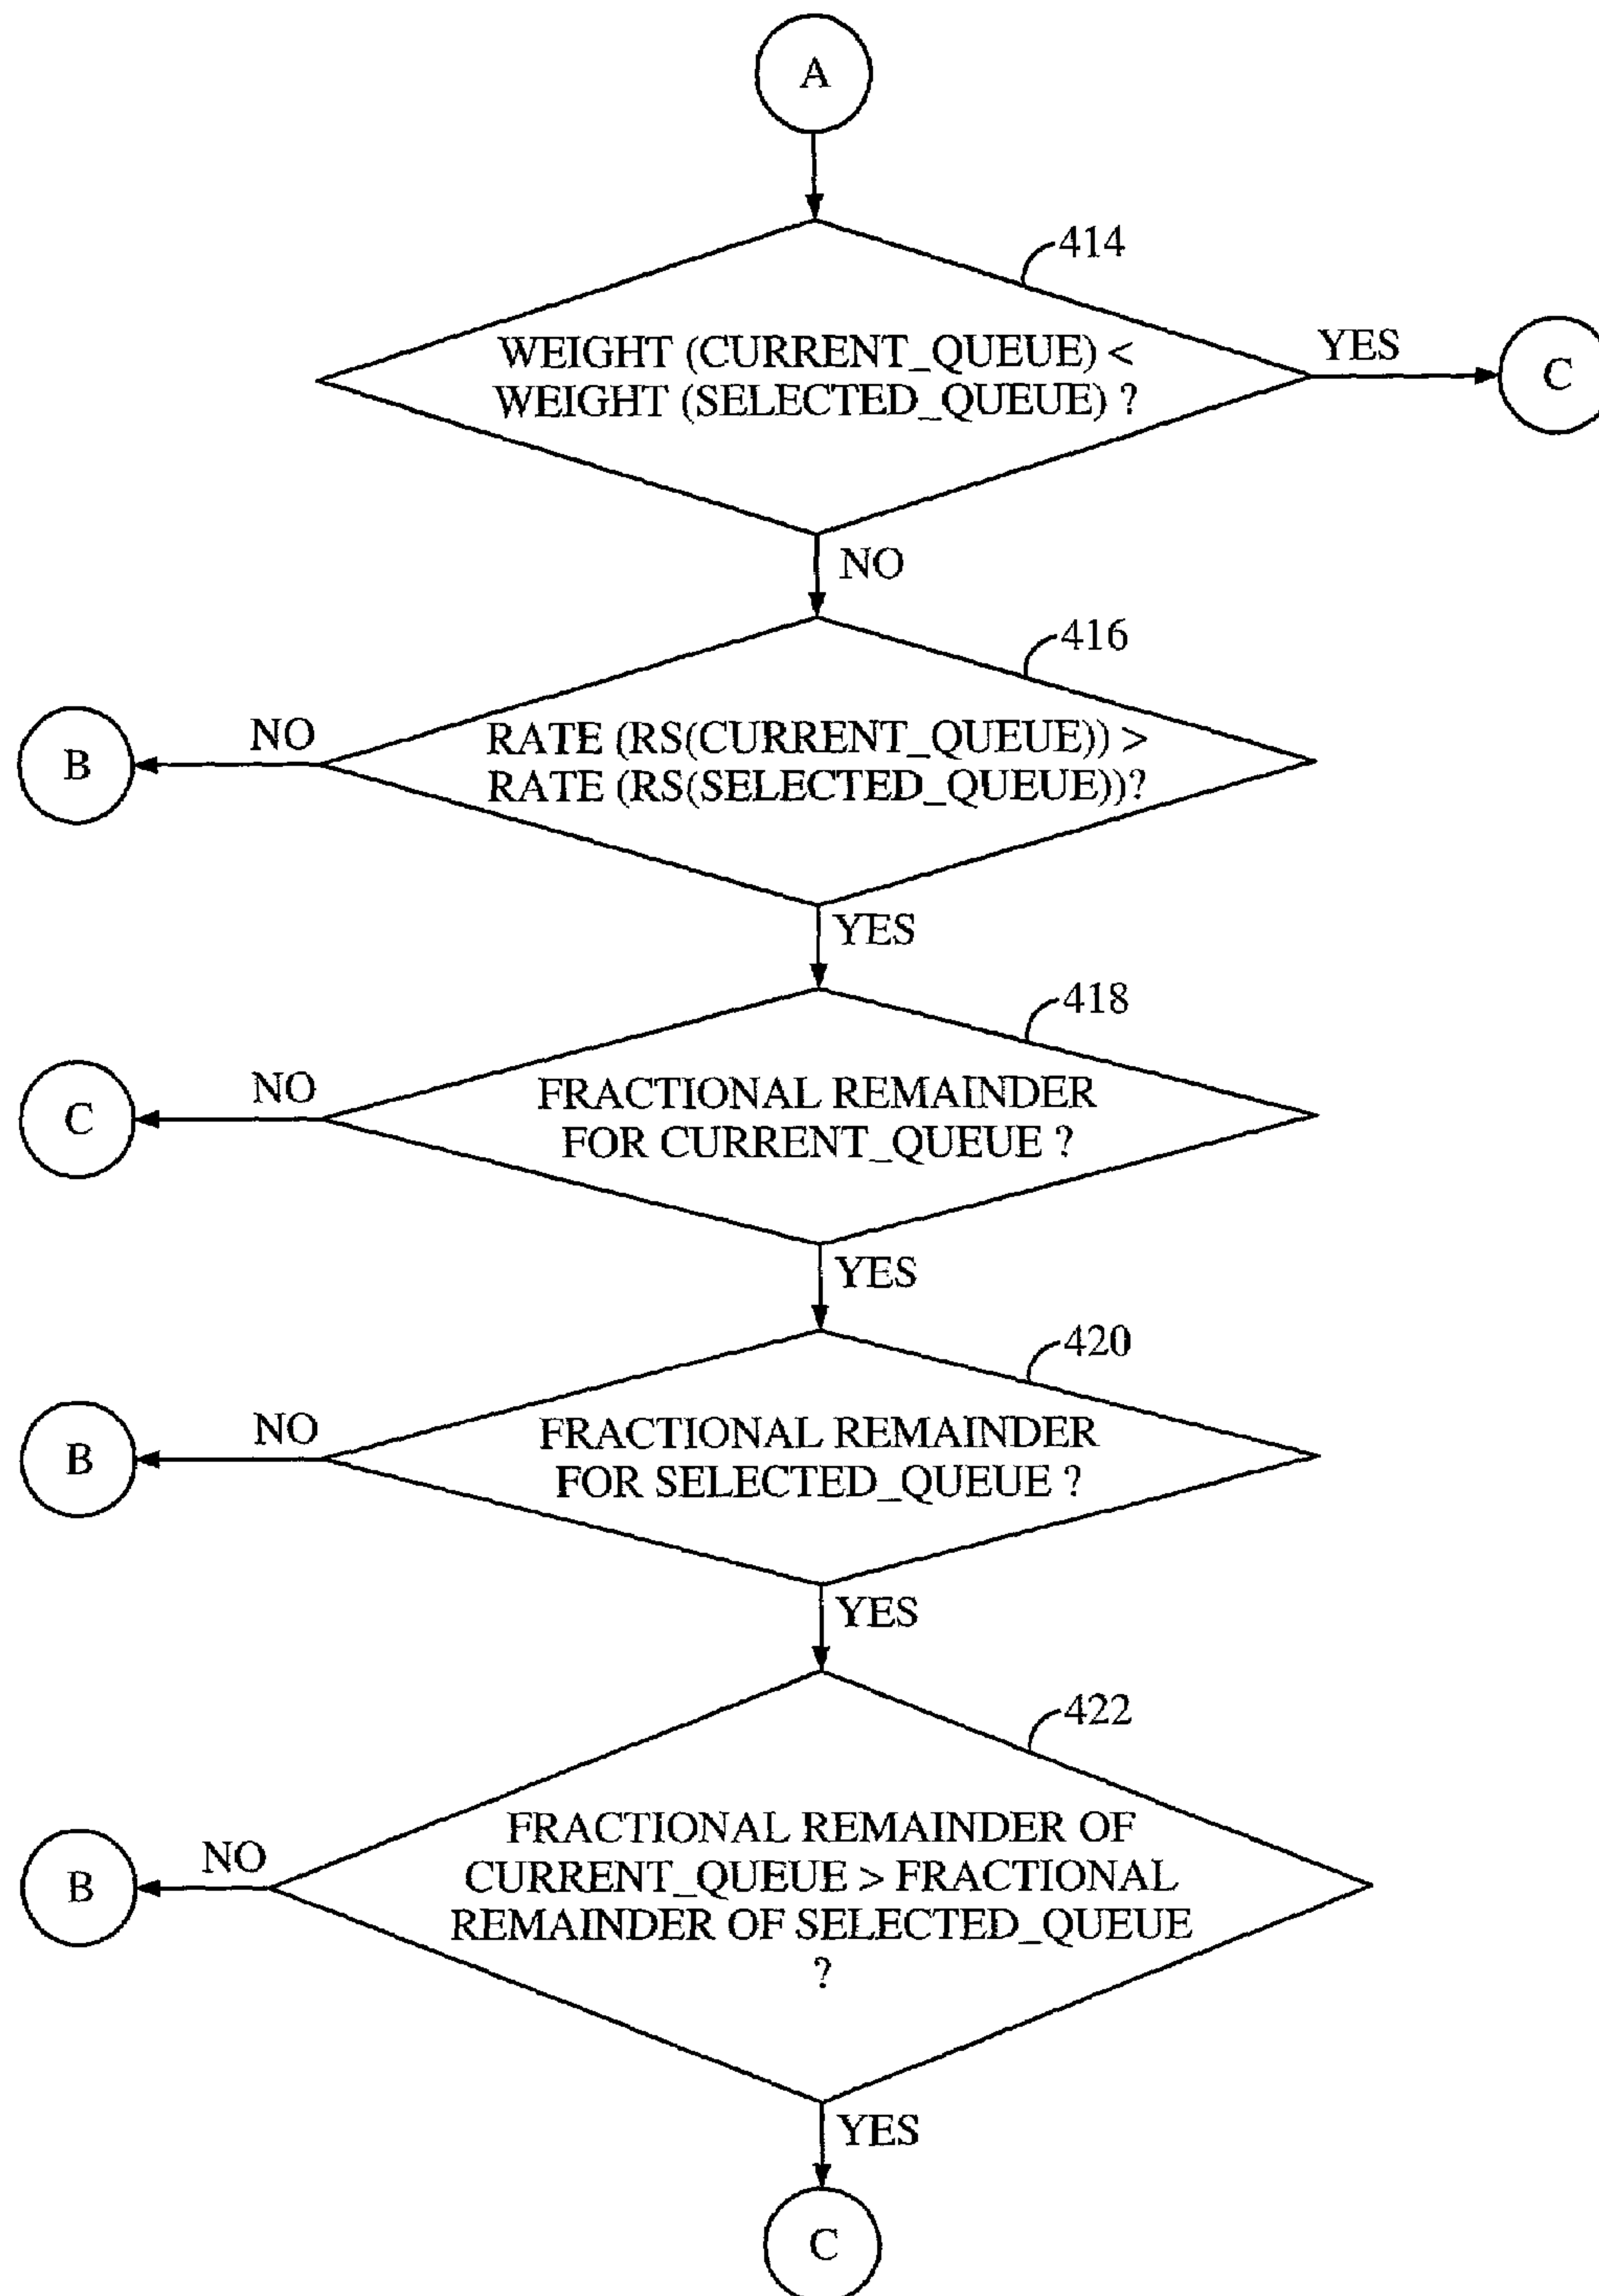 A
414
WEIGHT (CURRENT_QUEUE) <
WEIGHT (SELECTED_QUEUE) ?
YES
C
NO
416
RATE (RS(CURRENT_QUEUE)) >
RATE (RS(SELECTED_QUEUE))?
NO
B
YES
418
FRACTIONAL REMAINDER
FOR CURRENT_QUEUE ?
NO
C
YES
420
FRACTIONAL REMAINDER
FOR SELECTED_QUEUE ?
NO
B
YES
422
FRACTIONAL REMAINDER OF
CURRENT_QUEUE > FRACTIONAL
REMAINDER OF SELECTED_QUEUE
?
NO
B
YES
C